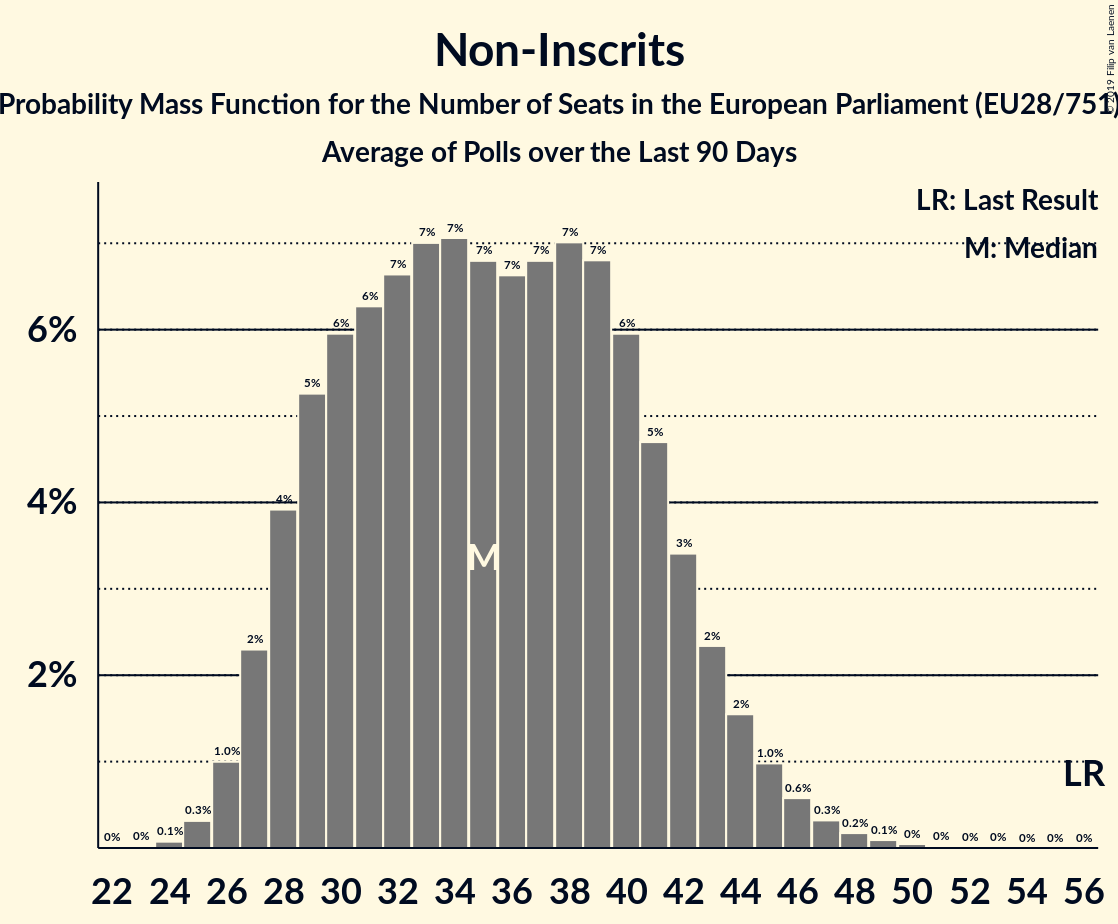 Non-Inscrits
Probability Mass Function for the Number of Seats in the European Parliament (EU28/751)
Average of Polls over the Last 90 Days
© 2019 Filip van Laenen
LR: Last Result
M: Median
6%
4%
2%
0% 0% 0.1% 0.3% 1.0% 2% 4% 5% 6% 6% 7% 7% 7% 7% 7% 7% 7% 7% 6% 5% 3% 2% 2% 1.0% 0.6% 0.3% 0.2% 0.1% 0% 0% 0% 0% 0% 0% 0%
M
LR
22 24 26 28 30 32 34 36 38 40 42 44 46 48 50 52 54 56